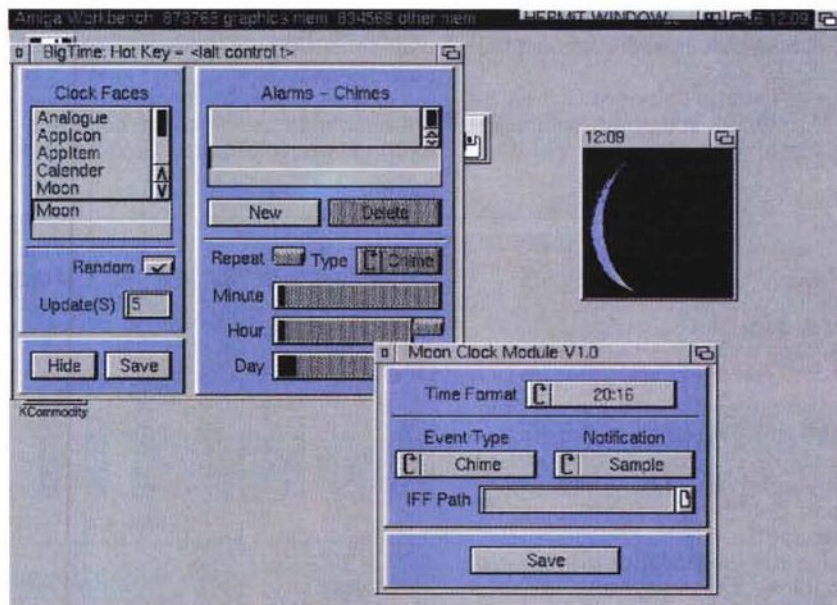 Amiga Workbench 873768 graphics mem 894568 other mem
HERMIT WINDOW
12:09
BigTime: Hot Key = <lalt control t>
Clock Faces
Analogue
AppIcon
AppItem
Calender
Moon
Moon
Random
Update(S) 5
Hide Save
Alarms - Chimes
New Delete
Repeat Type Chime
Minute
Hour
Day
12:09
KCommodity
Moon Clock Module V1.0
Time Format 20:16
Event Type Notification
Chime Sample
IFF Path
Save